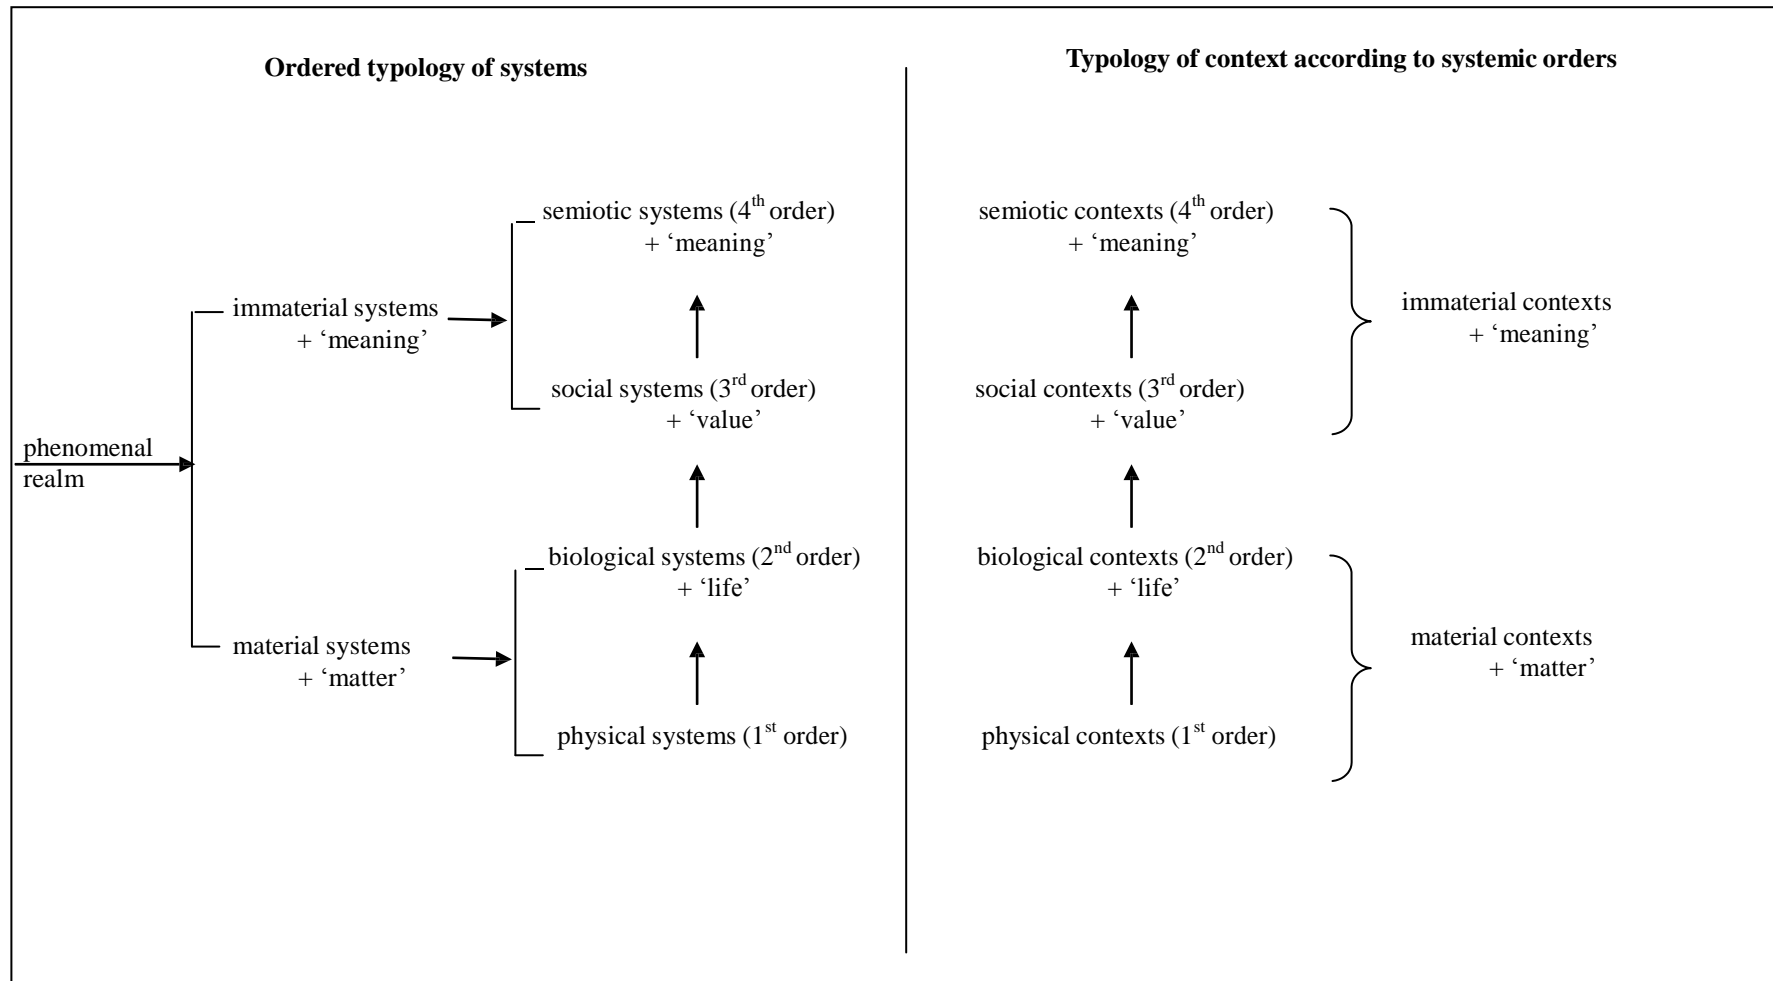 Ordered typology of systems
semiotic systems (4th order)
+ ‘meaning’
immaterial systems
+ ‘meaning’
social systems (3rd order)
+ ‘value’
phenomenal
realm
biological systems (2nd order)
+ ‘life’
material systems
+ ‘matter’
physical systems (1st order)
Typology of context according to systemic orders
semiotic contexts (4th order)
+ ‘meaning’
immaterial contexts
+ ‘meaning’
social contexts (3rd order)
+ ‘value’
biological contexts (2nd order)
+ ‘life’
material contexts
+ ‘matter’
physical contexts (1st order)